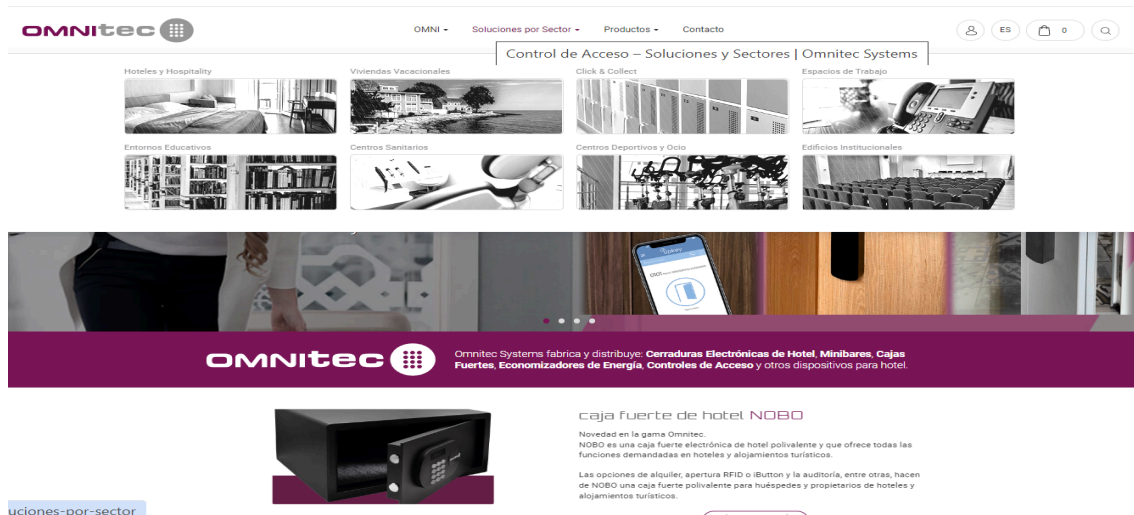 OMNITEC
OMNI
Soluciones por Sector
Productos
Contacto
ES
0
Control de Acceso – Soluciones y Sectores | Omnitec Systems
Hoteles y Hospitality
Viviendas Vacacionales
Click & Collect
Espacios de Trabajo
Entornos Educativos
Centros Sanitarios
Centros Deportivos y Ocio
Edificios Institucionales
OMNITEC
Omnitec Systems fabrica y distribuye: Cerraduras Electrónicas de Hotel, Minibares, Cajas
Fuertes, Economizadores de Energía, Controles de Acceso y otros dispositivos para hotel.
caja fuerte de hotel NOBO
Novedad en la gama Omnitec.
NOBO es una caja fuerte electrónica de hotel polivalente y que ofrece todas las
funciones demandadas en hoteles y alojamientos turísticos.
Las opciones de alquiler, apertura RFID o iButton y la auditoría, entre otras, hacen
de NOBO una caja fuerte polivalente para huéspedes y propietarios de hoteles y
alojamientos turísticos.
uciones-por-sector